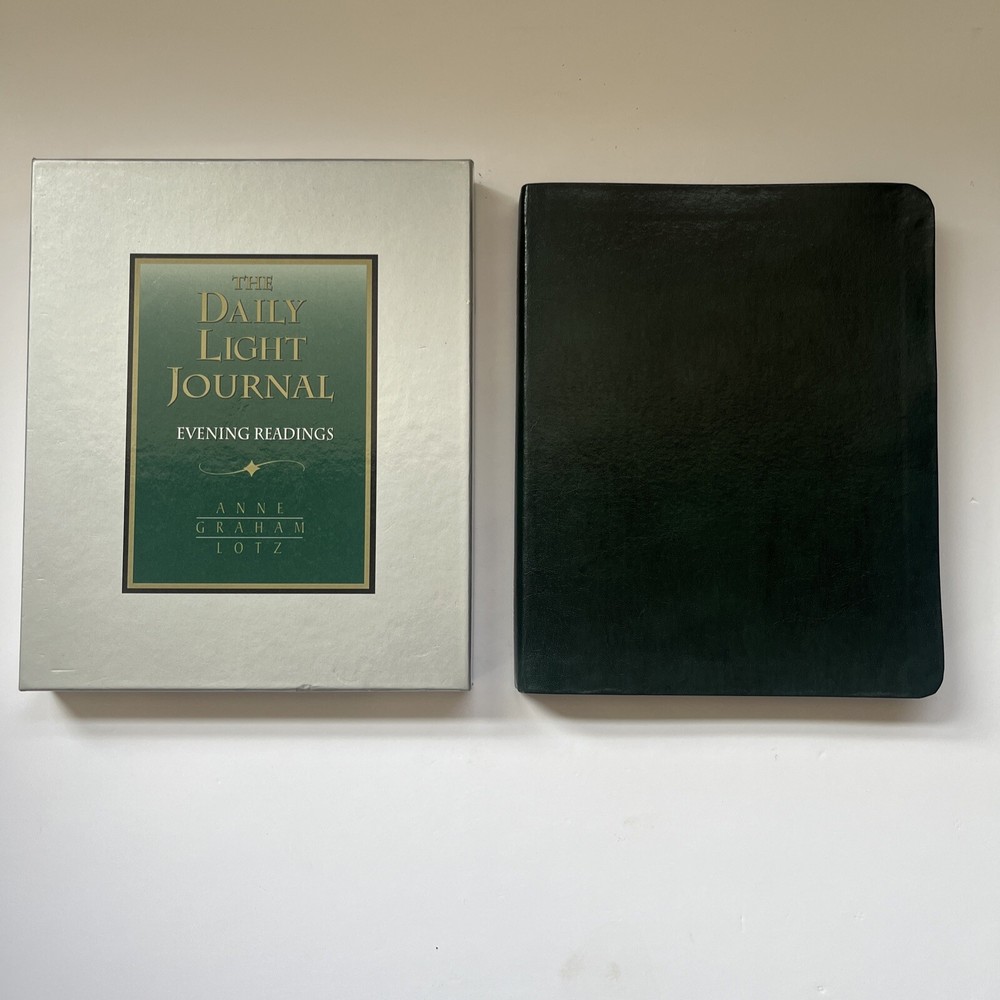 THE
DAILY
LIGHT
JOURNAL
EVENING READINGS
ANNE
GRAHAM
LOTZ